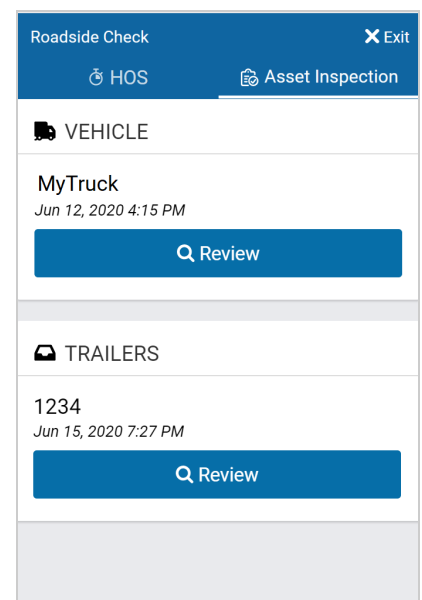 Roadside Check
Exit
HOS
Asset Inspection
VEHICLE
MyTruck
Jun 12, 2020 4:15 PM
Review
TRAILERS
1234
Jun 15, 2020 7:27 PM
Review